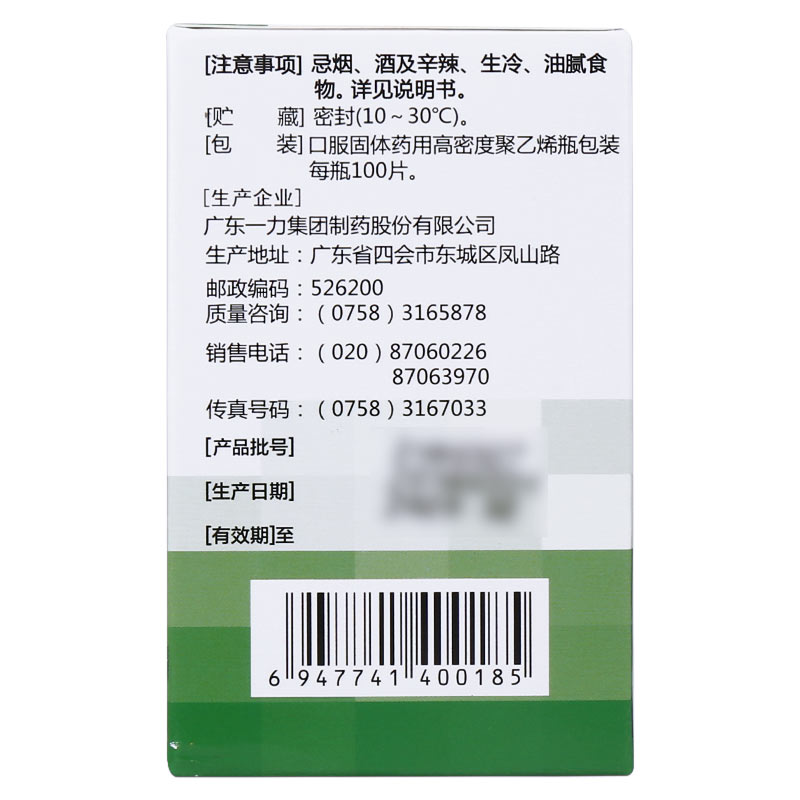 [注意事项] 忌烟、酒及辛辣、生冷、油腻食
物。详见说明书。
[贮 藏] 密封(10～30℃)。
[包 装] 口服固体药用高密度聚乙烯瓶包装
每瓶100片。
[生产企业]
广东一力集团制药股份有限公司
生产地址：广东省四会市东城区凤山路
邮政编码：526200
质量咨询：（0758）3165878
销售电话：（020）87060226
87063970
传真号码：（0758）3167033
[产品批号]
[生产日期]
[有效期]至
6 947741 400185